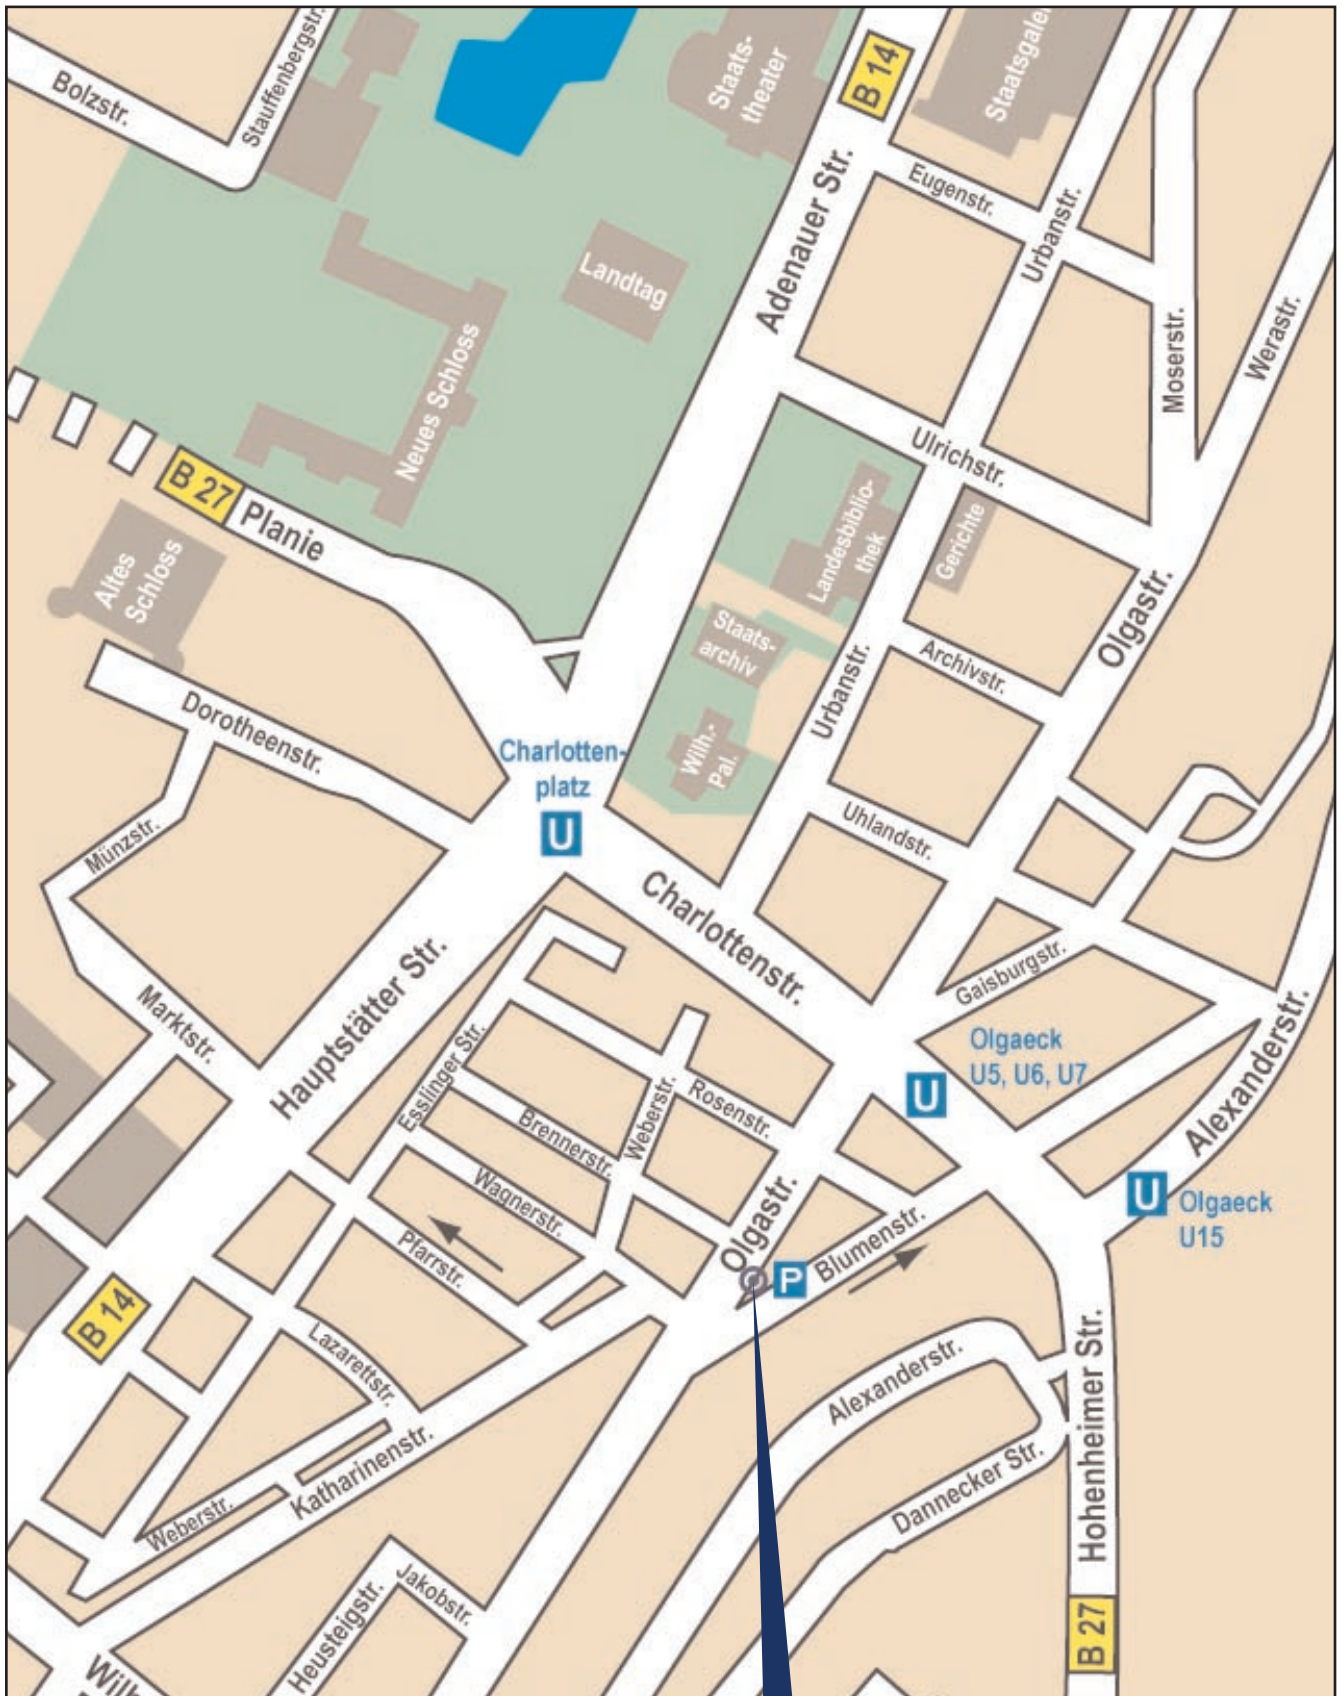 Bolzstr.
Stauffenbergstr.
Staats-
theater
B 14
Staatsgaler
Eugenstr.
Adenauer Str.
Urbanstr.
Landtag
Moserstr.
Werastr.
Neues Schloss
Ulrichstr.
B 27
Planie
Landesbiblio-
thek
Gerichte
Altes
Schloss
Staats-
archiv
Archivstr.
Olgastr.
Urbanstr.
Dorotheenstr.
Wilh.-
Pal.
Charlotten-
platz
U
Uhlandstr.
Münzstr.
Charlottenstr.
Gaisburgstr.
Hauptstätter Str.
Marktstr.
Olgaeck
U5, U6, U7
U
Alexanderstr.
Esslinger Str.
Weberstr.
Rosenstr.
Brennerstr.
Wagnerstr.
U
Olgaeck
U15
Olgastr.
Pfarrstr.
P
Blumenstr.
B 14
Lazarettstr.
Alexanderstr.
Hohenheimer Str.
Katharinenstr.
Weberstr.
Dannecker Str.
Jakobstr.
Heusteigstr.
B 27
Wilh